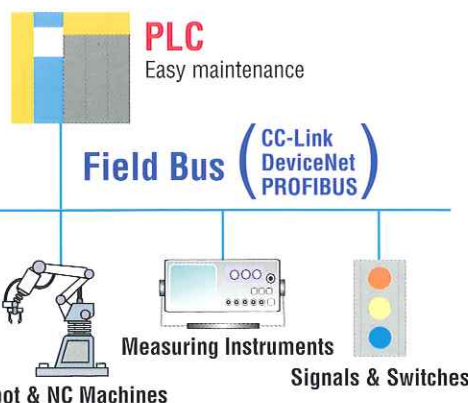 PLC
Easy maintenance
Field Bus
CC-Link
DeviceNet
PROFIBUS
Measuring Instruments
Signals & Switches
& NC Machines